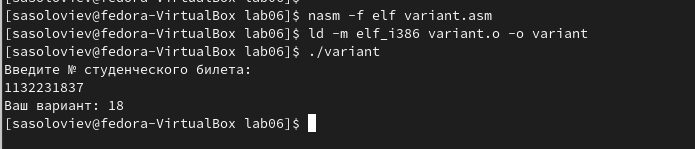 [sasoloviev@fedora-VirtualBox lab06]$ nasm -f elf variant.asm
[sasoloviev@fedora-VirtualBox lab06]$ ld -m elf_i386 variant.o -o variant
[sasoloviev@fedora-VirtualBox lab06]$ ./variant
Введите № студенческого билета:
1132231837
Ваш вариант: 18
[sasoloviev@fedora-VirtualBox lab06]$